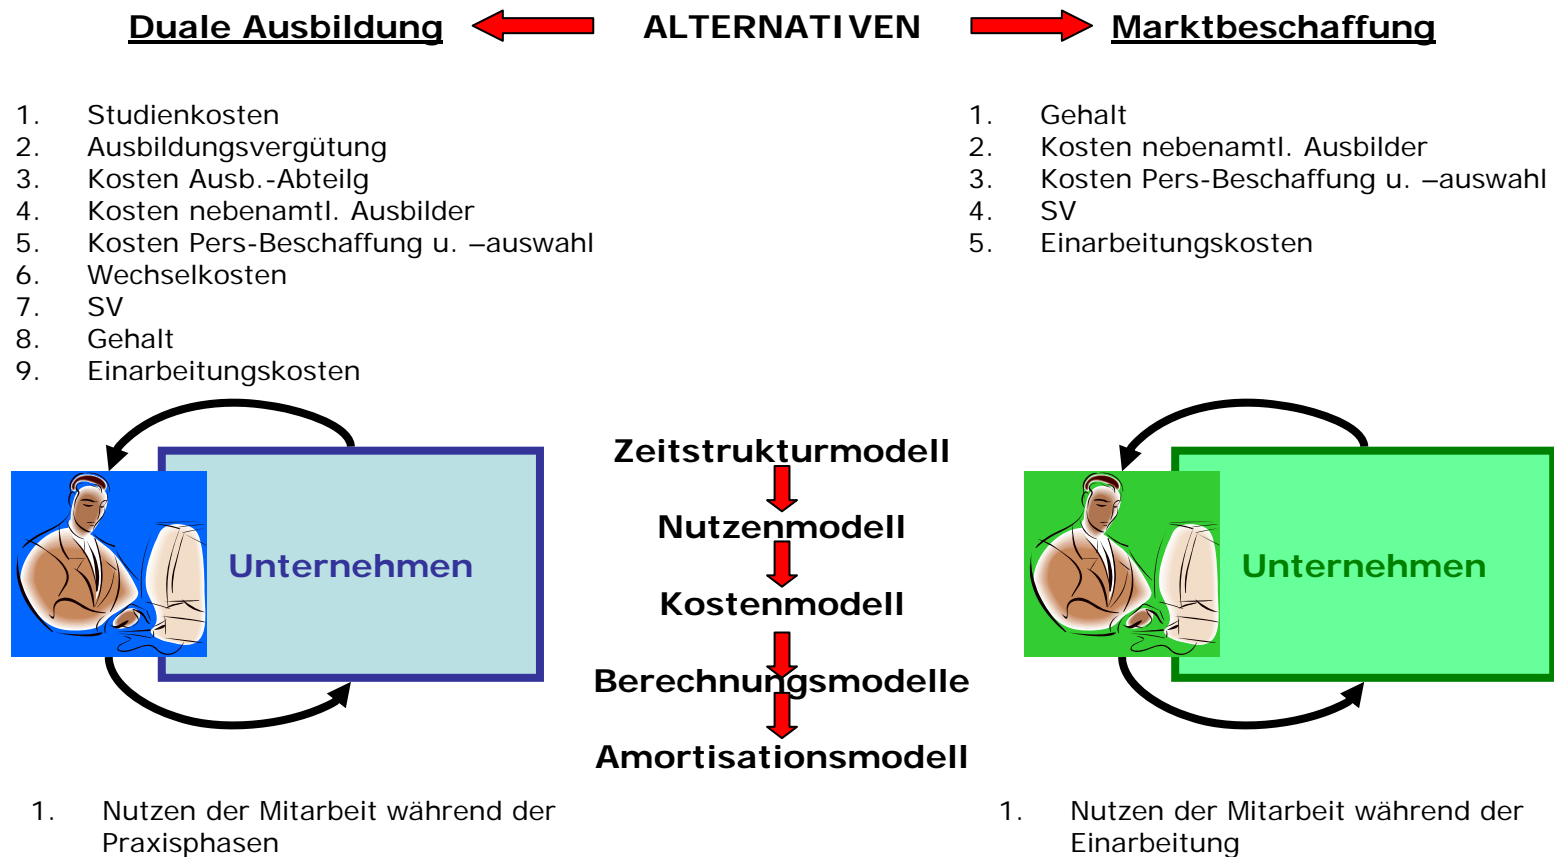 Duale Ausbildung ALTERNATIVEN Marktbeschaffung
1. Studienkosten
2. Ausbildungsvergütung
3. Kosten Ausb.-Abteilg
4. Kosten nebenamtl. Ausbilder
5. Kosten Pers-Beschaffung u. –auswahl
6. Wechselkosten
7. SV
8. Gehalt
9. Einarbeitungskosten
1. Gehalt
2. Kosten nebenamtl. Ausbilder
3. Kosten Pers-Beschaffung u. –auswahl
4. SV
5. Einarbeitungskosten
Unternehmen
Zeitstrukturmodell
Nutzenmodell
Kostenmodell
Berechnungsmodelle
Amortisationsmodell
Unternehmen
1. Nutzen der Mitarbeit während der
Praxisphasen
1. Nutzen der Mitarbeit während der
Einarbeitung